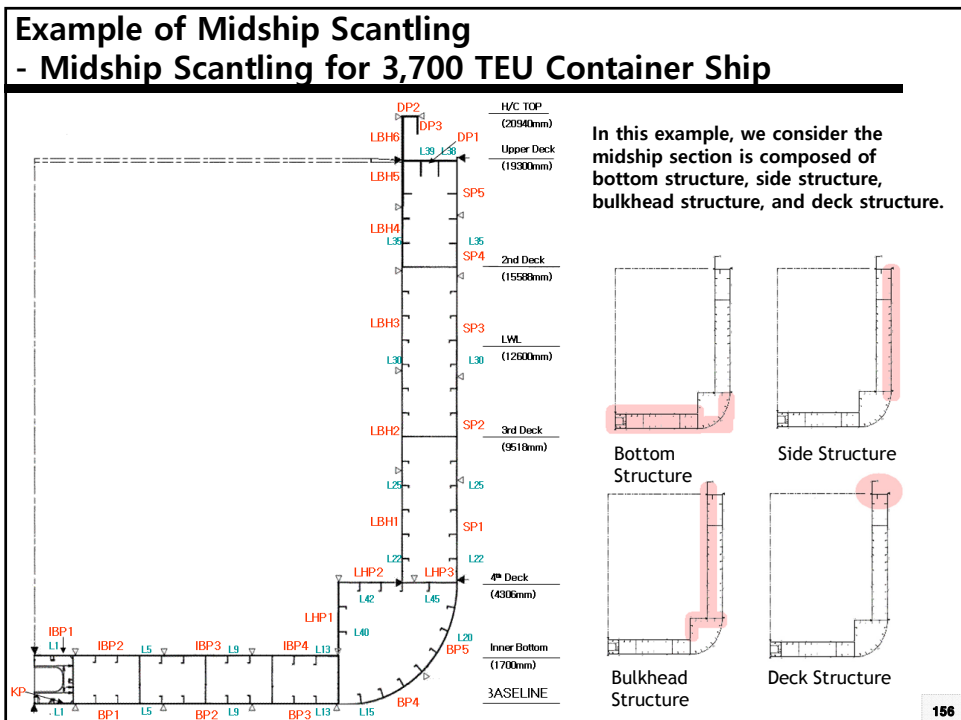 Example of Midship Scantling
- Midship Scantling for 3,700 TEU Container Ship
DP2
H/C TOP
(20940mm)
DP3
LBH6
DP1
L39 L38
Upper Deck
(19300mm)
LBH5
SP5
LBH4
L35
L35
SP4
2nd Deck
(15588mm)
LBH3
SP3
LWL
(12600mm)
L30
L30
LBH2
SP2
3rd Deck
(9518mm)
L25
L25
LBH1
SP1
L22
L22
LHP2
LHP3
4th Deck
(4306mm)
L42
L45
LHP1
L40
L20
IBP1
L1
IBP2
L5
IBP3
L9
IBP4
L13
BP5
Inner Bottom
(1700mm)
KP
L1
BP1
L5
BP2
L9
BP3
L13
L15
BP4
BASELINE
In this example, we consider the
midship section is composed of
bottom structure, side structure,
bulkhead structure, and deck structure.
Bottom
Structure
Side Structure
Bulkhead
Structure
Deck Structure
156